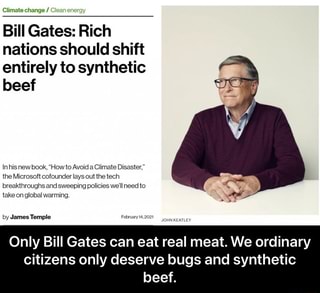 Climate change / Clean energy
Bill Gates: Rich
nations should shift
entirely to synthetic
beef
In his new book, "How to Avoid a Climate Disaster,"
the Microsoft cofounder lays out the tech
breakthroughs and sweeping policies we'll need to
take on global warming.
by James Temple
February 14, 2021
JOHN KEATLEY
Only Bill Gates can eat real meat. We ordinary
citizens only deserve bugs and synthetic
beef.